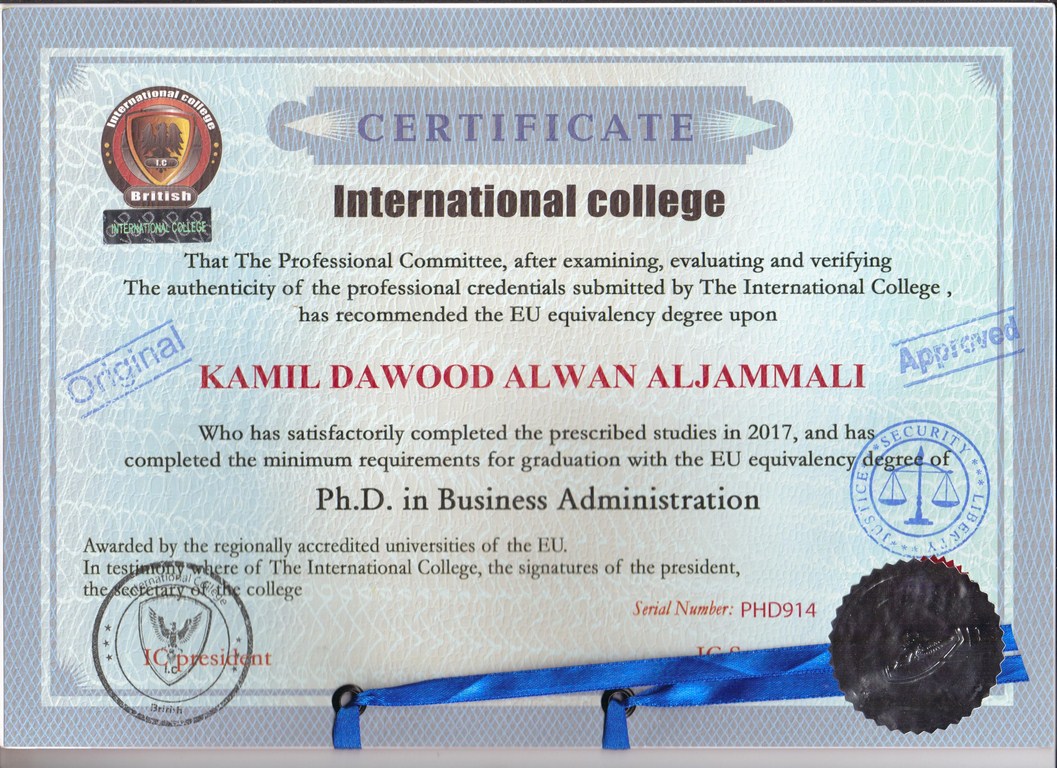 CERTIFICATE
International college
I.C
British
INTERNATIONAL COLLEGE
International college
That The Professional Committee, after examining, evaluating and verifying
The authenticity of the professional credentials submitted by The International College ,
has recommended the EU equivalency degree upon
Original
Approved
KAMIL DAWOOD ALWAN ALJAMMALI
Who has satisfactorily completed the prescribed studies in 2017, and has
completed the minimum requirements for graduation with the EU equivalency degree of
SECURITY
JUSTICE
LIBERTY
Ph.D. in Business Administration
Awarded by the regionally accredited universities of the EU.
In testimony where of The International College, the signatures of the president,
the secretary of the college
Serial Number: PHD914
International College
I.C
British
IC president
IC